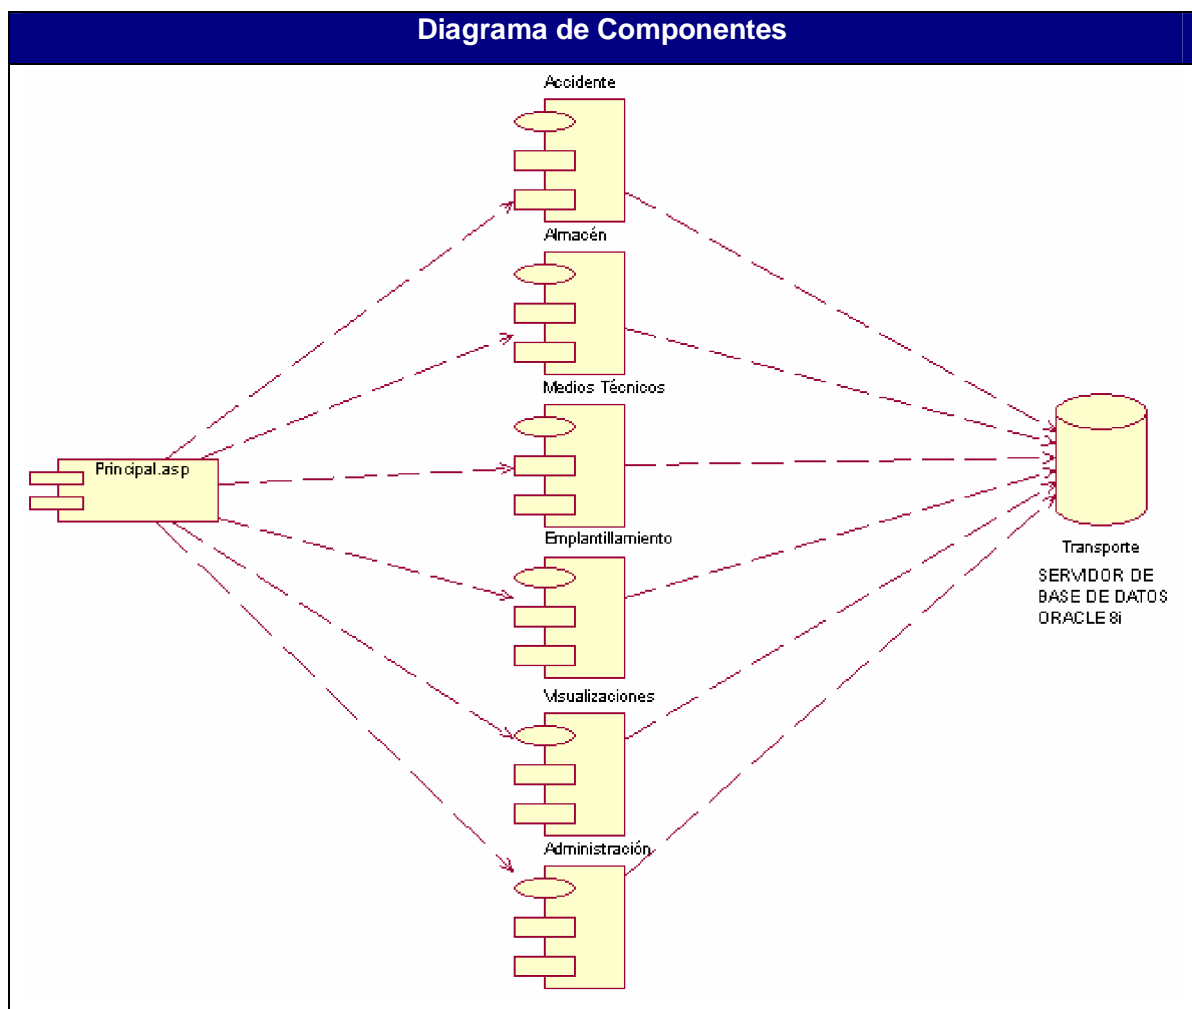 Diagrama de Componentes
Accidente
Almacén
Medios Técnicos
Principal.asp
Emplantillamiento
Transporte
SERVIDOR DE
BASE DE DATOS
ORACLE 8i
Visualizaciones
Administración